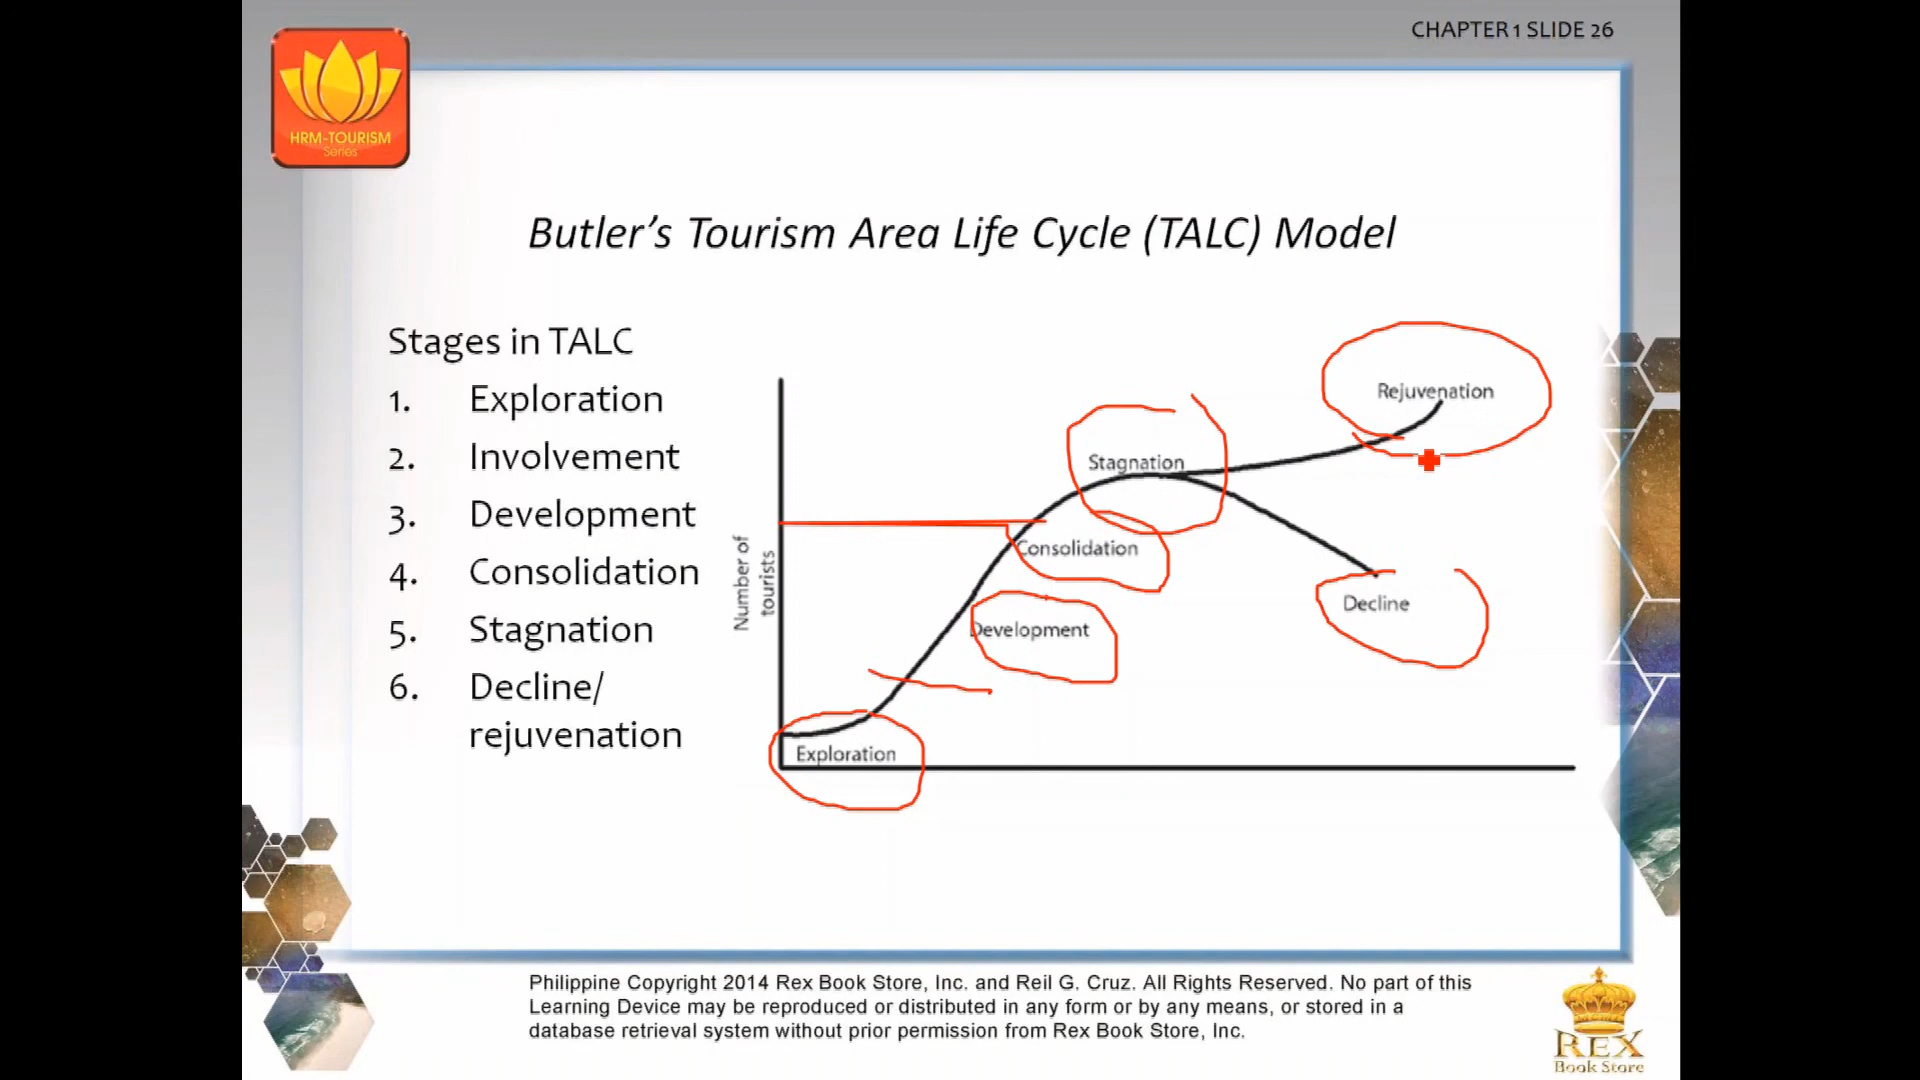 CHAPTER 1 SLIDE 26
HRM-TOURISM
Series
Butler’s Tourism Area Life Cycle (TALC) Model
Stages in TALC
1. Exploration
2. Involvement
3. Development
4. Consolidation
5. Stagnation
6. Decline/
rejuvenation
Number of
tourists
Rejuvenation
Stagnation
Consolidation
Decline
Development
Exploration
Philippine Copyright 2014 Rex Book Store, Inc. and Reil G. Cruz. All Rights Reserved. No part of this
Learning Device may be reproduced or distributed in any form or by any means, or stored in a
database retrieval system without prior permission from Rex Book Store, Inc.
REX
Book Store